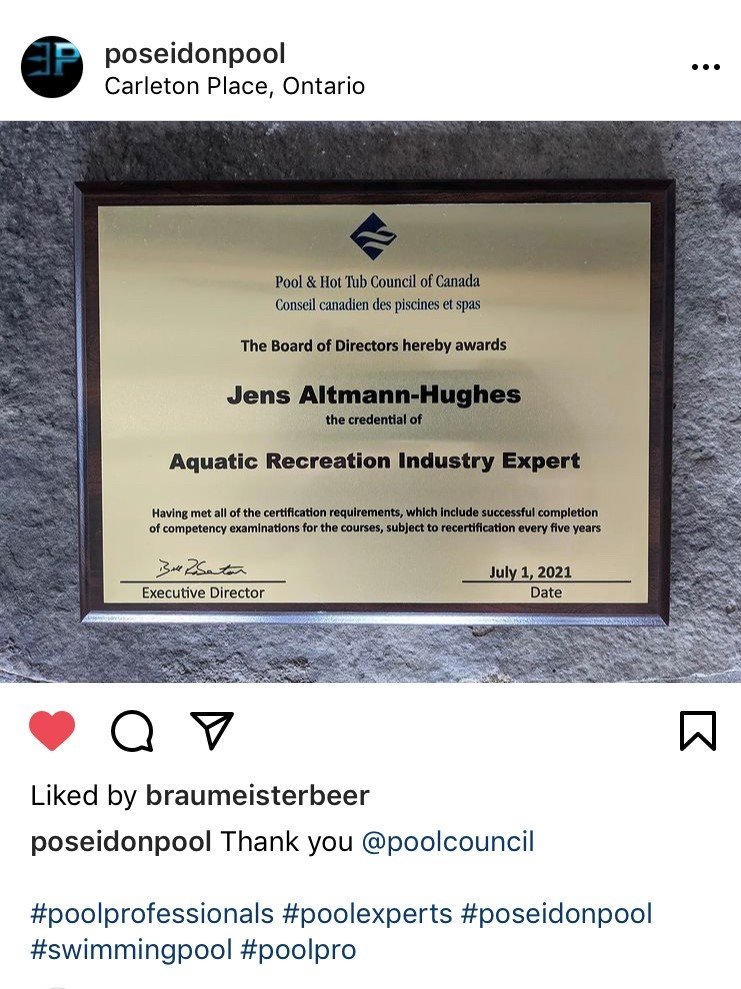 poseidonpool
Carleton Place, Ontario
Pool & Hot Tub Council of Canada
Conseil canadien des piscines et spas
The Board of Directors hereby awards
Jens Altmann-Hughes
the credential of
Aquatic Recreation Industry Expert
Having met all of the certification requirements, which include successful completion
of competency examinations for the courses, subject to recertification every five years
July 1, 2021
Executive Director
Date
Liked by braumeisterbeer
poseidonpool Thank you @poolcouncil
#poolprofessionals #poolexperts #poseidonpool
#swimmingpool #poolpro